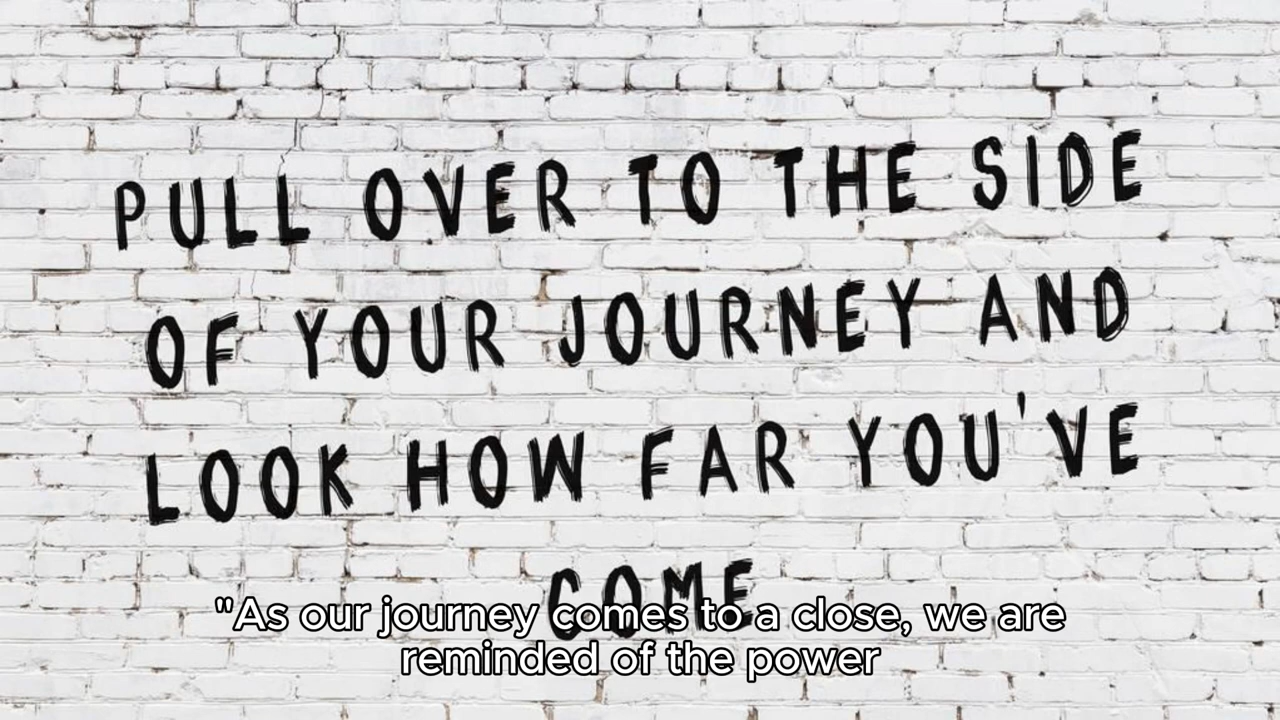 PULL OVER TO THE SIDE
OF YOUR JOURNEY AND
LOOK HOW FAR YOU'VE
COME
"As our journey comes to a close, we are
reminded of the power